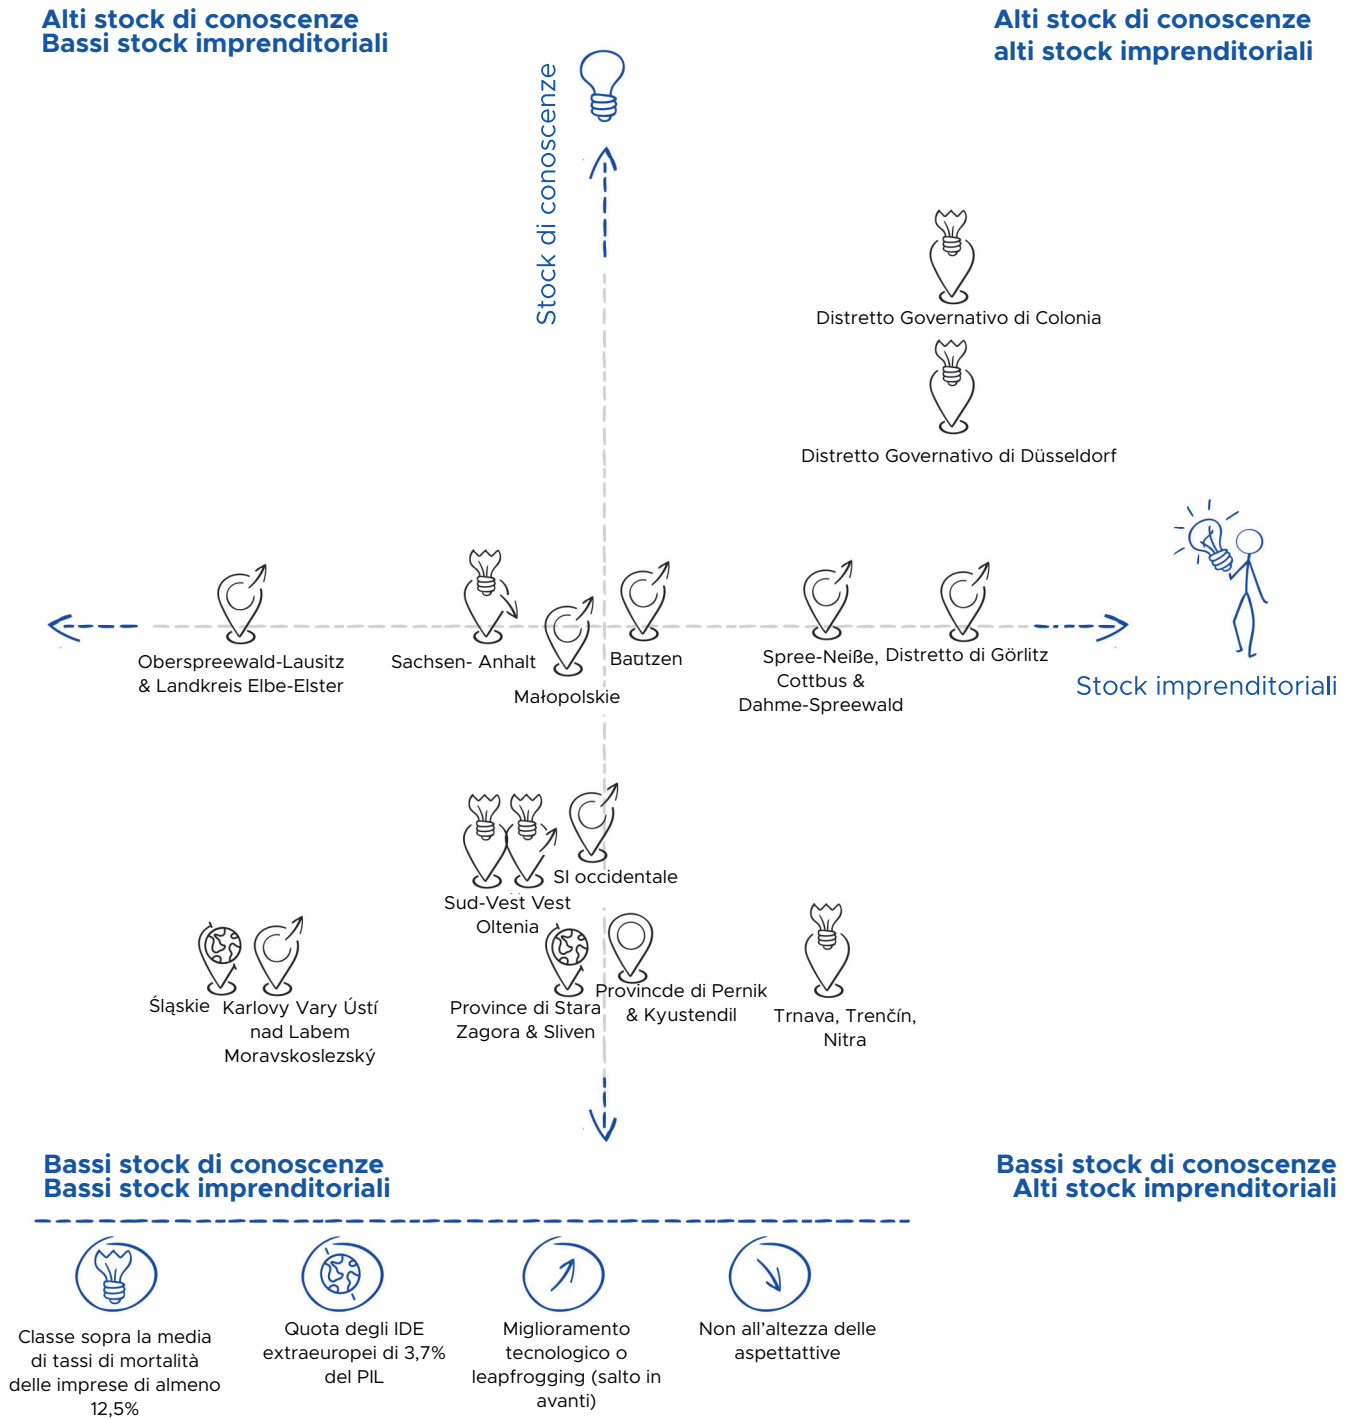 Alti stock di conoscenze
Bassi stock imprenditoriali
Alti stock di conoscenze
alti stock imprenditoriali
Stock di conoscenze
Distretto Governativo di Colonia
Distretto Governativo di Düsseldorf
Oberspreewald-Lausitz
& Landkreis Elbe-Elster
Sachsen- Anhalt
Małopolskie
Bautzen
Spree-Neiße,
Cottbus &
Dahme-Spreewald
Distretto di Görlitz
Stock imprenditoriali
SI occidentale
Sud-Vest Vest
Oltenia
Śląskie
Karlovy Vary Ústí
nad Labem
Moravskoslezský
Province di Stara
Zagora & Sliven
Provincde di Pernik
& Kyustendil
Trnava, Trenčín,
Nitra
Bassi stock di conoscenze
Bassi stock imprenditoriali
Bassi stock di conoscenze
Alti stock imprenditoriali
Classe sopra la media
di tassi di mortalità
delle imprese di almeno
12,5%
Quota degli IDE
extraeuropei di 3,7%
del PIL
Miglioramento
tecnologico o
leapfrogging (salto in
avanti)
Non all'altezza delle
aspettative